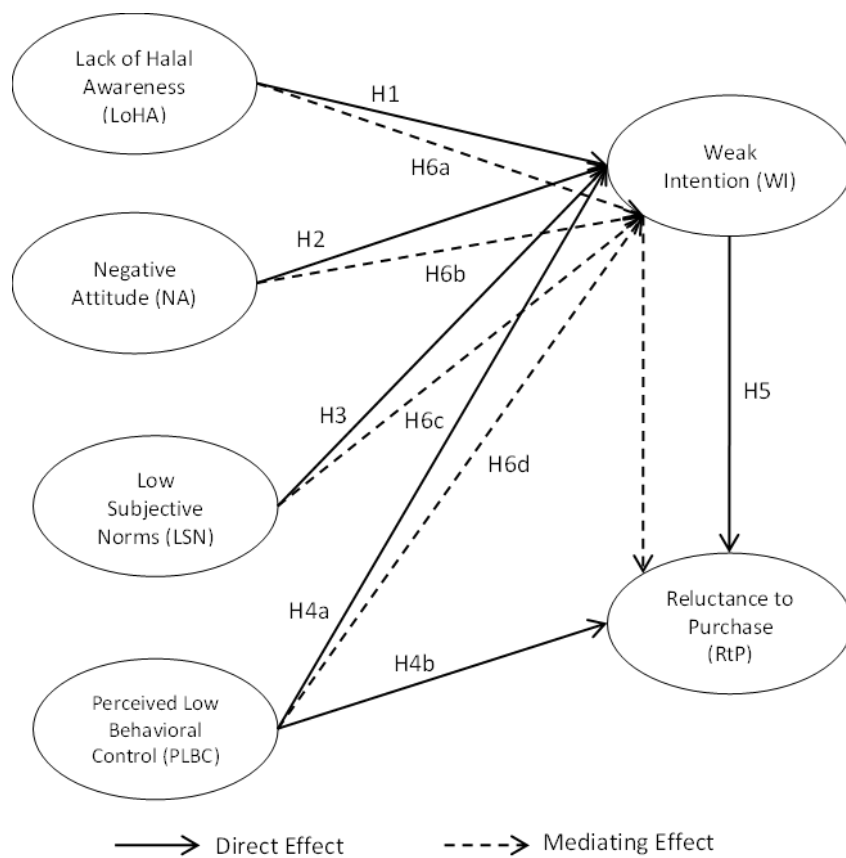 Lack of Halal
Awareness
(LoHA)
H1
Weak
Intention (WI)
H6a
H2
Negative
Attitude (NA)
H6b
H5
H3
H6c
H6d
Low
Subjective
Norms (LSN)
H4a
H4b
Reluctance to
Purchase
(RtP)
Perceived Low
Behavioral
Control (PLBC)
Direct Effect
Mediating Effect